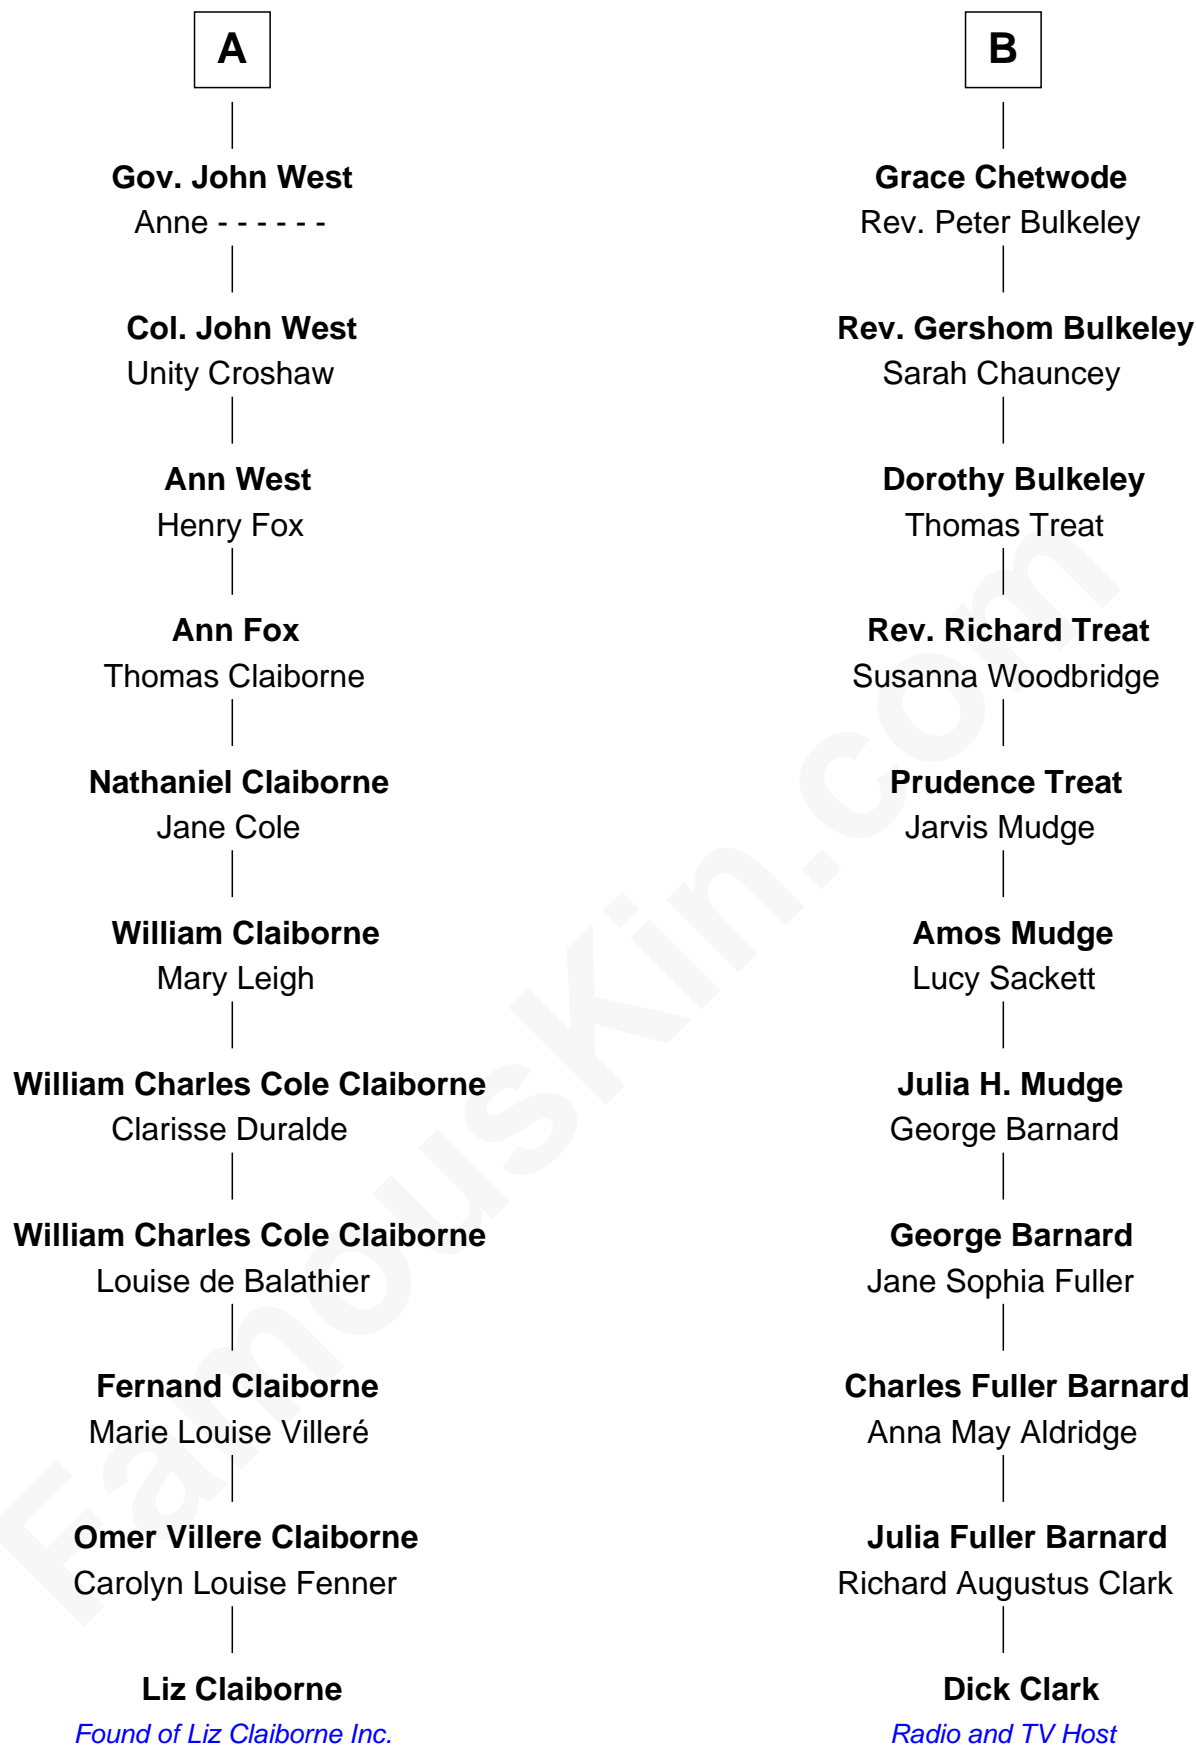 A
Gov. John West
Anne - - - - - -
Col. John West
Unity Croshaw
Ann West
Henry Fox
Ann Fox
Thomas Claiborne
Nathaniel Claiborne
Jane Cole
William Claiborne
Mary Leigh
William Charles Cole Claiborne
Clarisse Duralde
William Charles Cole Claiborne
Louise de Balathier
Fernand Claiborne
Marie Louise Villeré
Omer Villere Claiborne
Carolyn Louise Fenner
Liz Claiborne
Found of Liz Claiborne Inc.
B
Grace Chetwode
Rev. Peter Bulkeley
Rev. Gershom Bulkeley
Sarah Chauncey
Dorothy Bulkeley
Thomas Treat
Rev. Richard Treat
Susanna Woodbridge
Prudence Treat
Jarvis Mudge
Amos Mudge
Lucy Sackett
Julia H. Mudge
George Barnard
George Barnard
Jane Sophia Fuller
Charles Fuller Barnard
Anna May Aldridge
Julia Fuller Barnard
Richard Augustus Clark
Dick Clark
Radio and TV Host
FamousKin.com